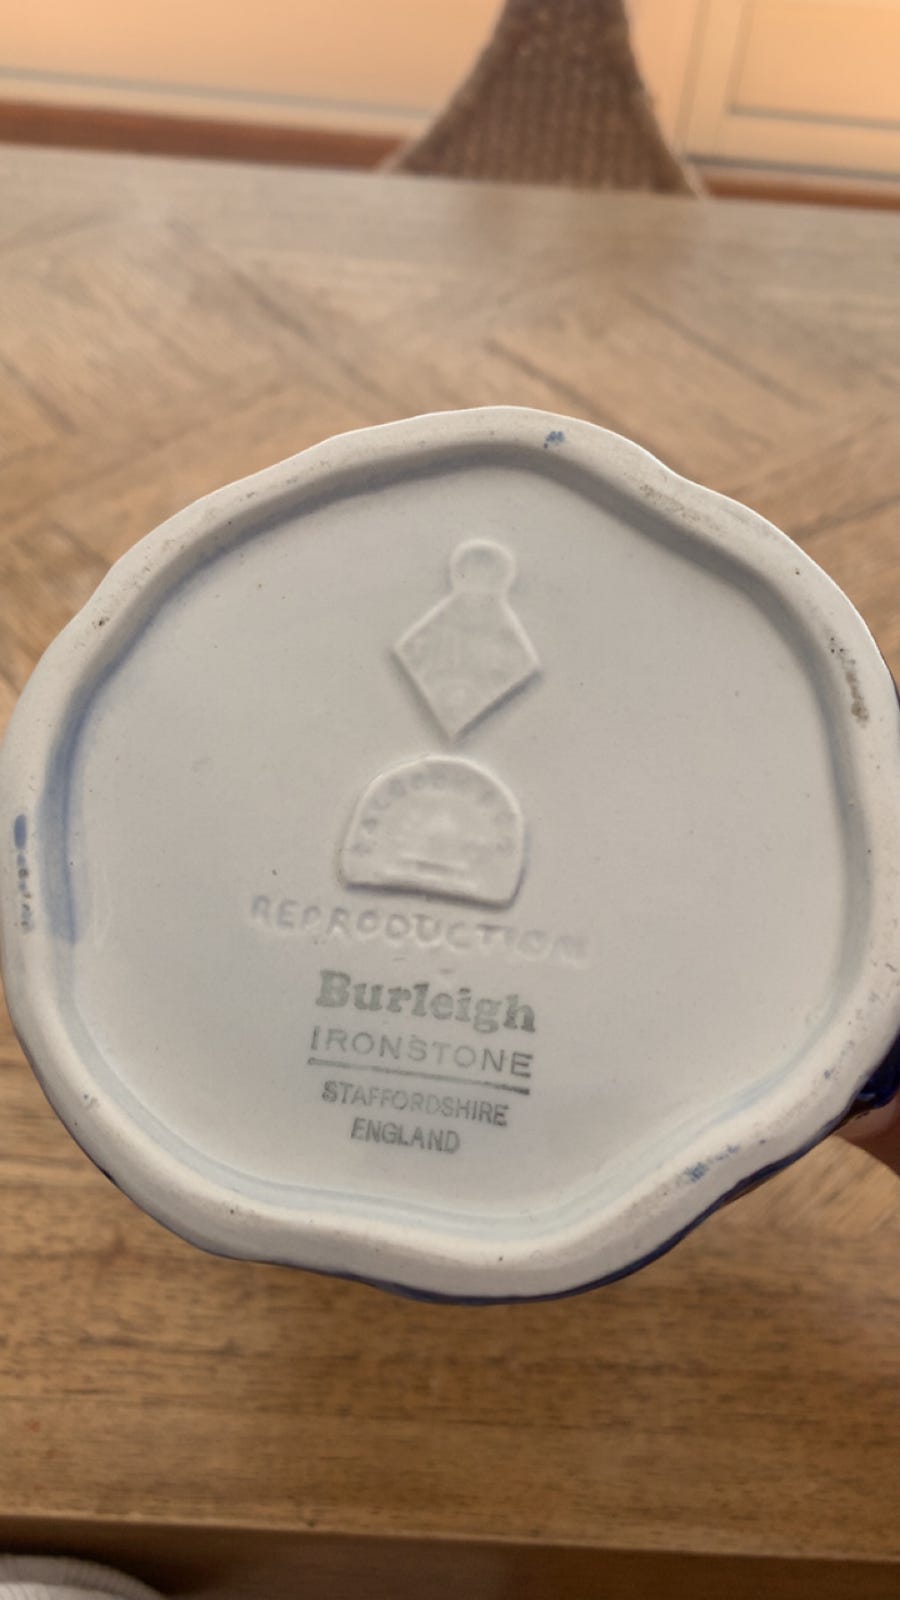 REPRODUCTION
Burleigh
IRONSTONE
STAFFORDSHIRE
ENGLAND